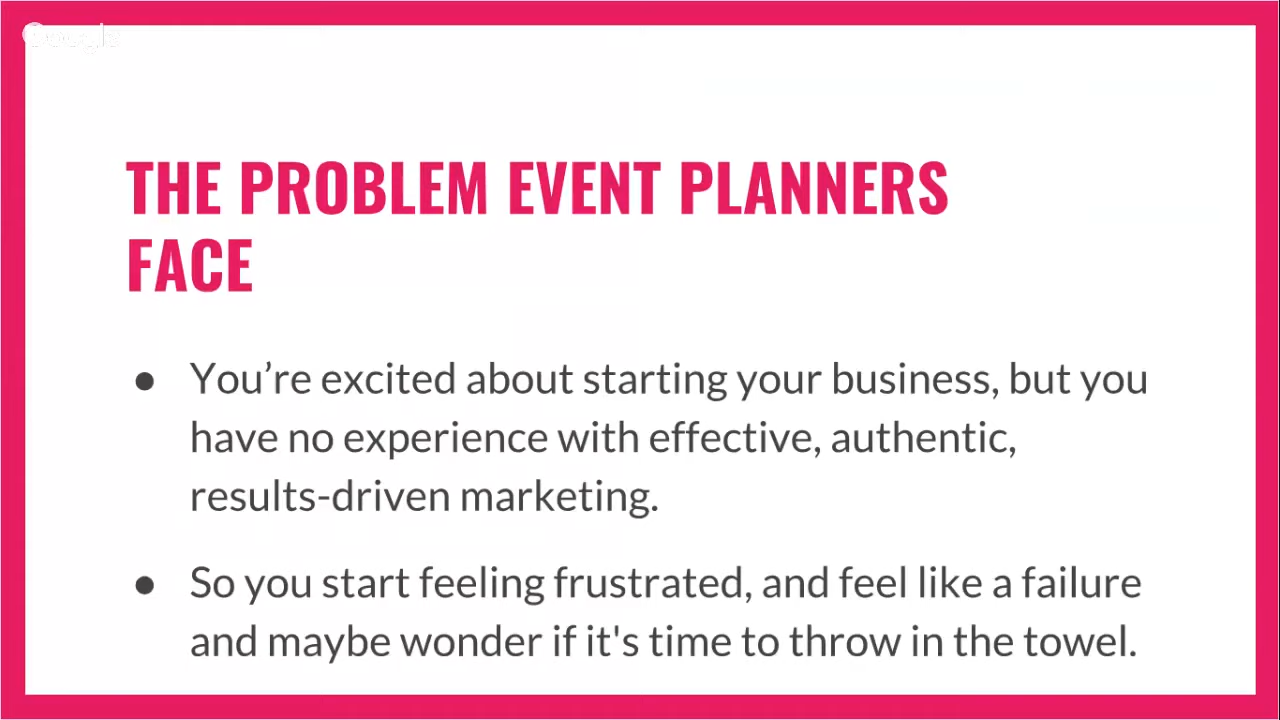 Google
THE PROBLEM EVENT PLANNERS
FACE
● You’re excited about starting your business, but you
have no experience with effective, authentic,
results-driven marketing.
● So you start feeling frustrated, and feel like a failure
and maybe wonder if it's time to throw in the towel.